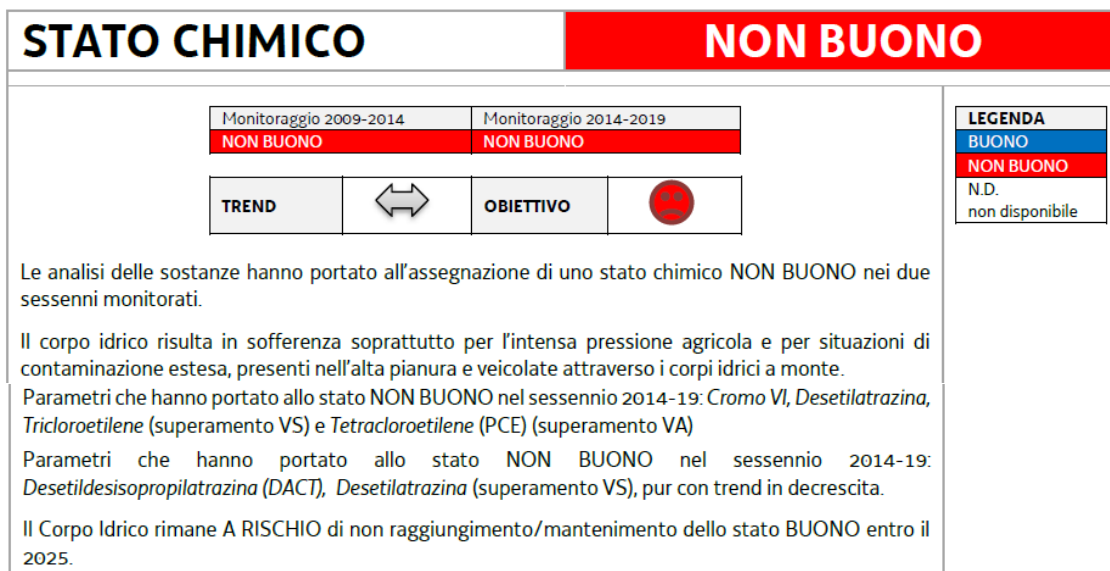 STATO CHIMICO NON BUONO
Monitoraggio 2009-2014 Monitoraggio 2014-2019
NON BUONO NON BUONO
TREND OBIETTIVO
LEGENDA
BUONO
NON BUONO
N.D.
non disponibile
Le analisi delle sostanze hanno portato all'assegnazione di uno stato chimico NON BUONO nei due
sessenni monitorati.
Il corpo idrico risulta in sofferenza soprattutto per l'intensa pressione agricola e per situazioni di
contaminazione estesa, presenti nell'alta pianura e veicolate attraverso i corpi idrici a monte.
Parametri che hanno portato allo stato NON BUONO nel sessennio 2014-19: Cromo VI, Desetilatrazina,
Tricloroetilene (superamento VS) e Tetracloroetilene (PCE) (superamento VA)
Parametri che hanno portato allo stato NON BUONO nel sessennio 2014-19:
Desetildesisopropilatrazina (DACT), Desetilatrazina (superamento VS), pur con trend in decrescita.
Il Corpo Idrico rimane A RISCHIO di non raggiungimento/mantenimento dello stato BUONO entro il
2025.